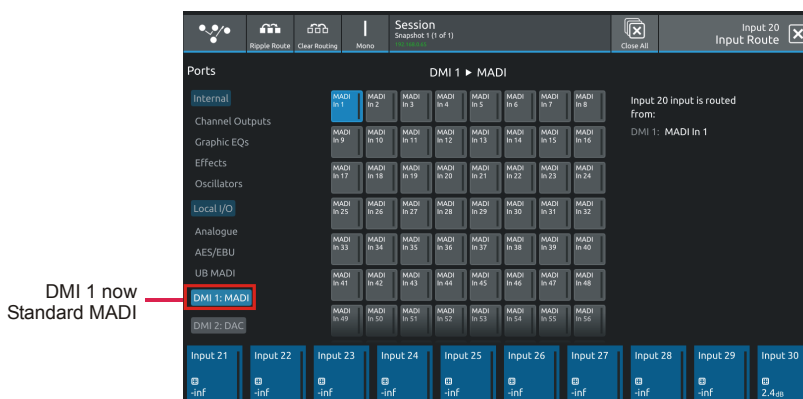 Ripple Route
Clear Routing
Mono
Session
Snapshot 1 (1 of 1)
Close All
Input 20
Input Route
Ports
DMI 1 ► MADI
Internal
Channel Outputs
Graphic EQs
Effects
Oscillators
Local I/O
Analogue
AES/EBU
UB MADI
DMI 1: MADI
DMI 2: DAC
MADI In 1 MADI In 2 MADI In 3 MADI In 4 MADI In 5 MADI In 6 MADI In 7 MADI In 8
MADI In 9 MADI In 10 MADI In 11 MADI In 12 MADI In 13 MADI In 14 MADI In 15 MADI In 16
MADI In 17 MADI In 18 MADI In 19 MADI In 20 MADI In 21 MADI In 22 MADI In 23 MADI In 24
MADI In 25 MADI In 26 MADI In 27 MADI In 28 MADI In 29 MADI In 30 MADI In 31 MADI In 32
MADI In 33 MADI In 34 MADI In 35 MADI In 36 MADI In 37 MADI In 38 MADI In 39 MADI In 40
MADI In 41 MADI In 42 MADI In 43 MADI In 44 MADI In 45 MADI In 46 MADI In 47 MADI In 48
MADI In 49 MADI In 50 MADI In 51 MADI In 52 MADI In 53 MADI In 54 MADI In 55 MADI In 56
Input 20 input is routed
from:
DMI 1: MADI In 1
DMI 1 now
Standard MADI
Input 21 Input 22 Input 23 Input 24 Input 25 Input 26 Input 27 Input 28 Input 29 Input 30
-inf -inf -inf -inf -inf -inf -inf -inf -inf 2.4dB